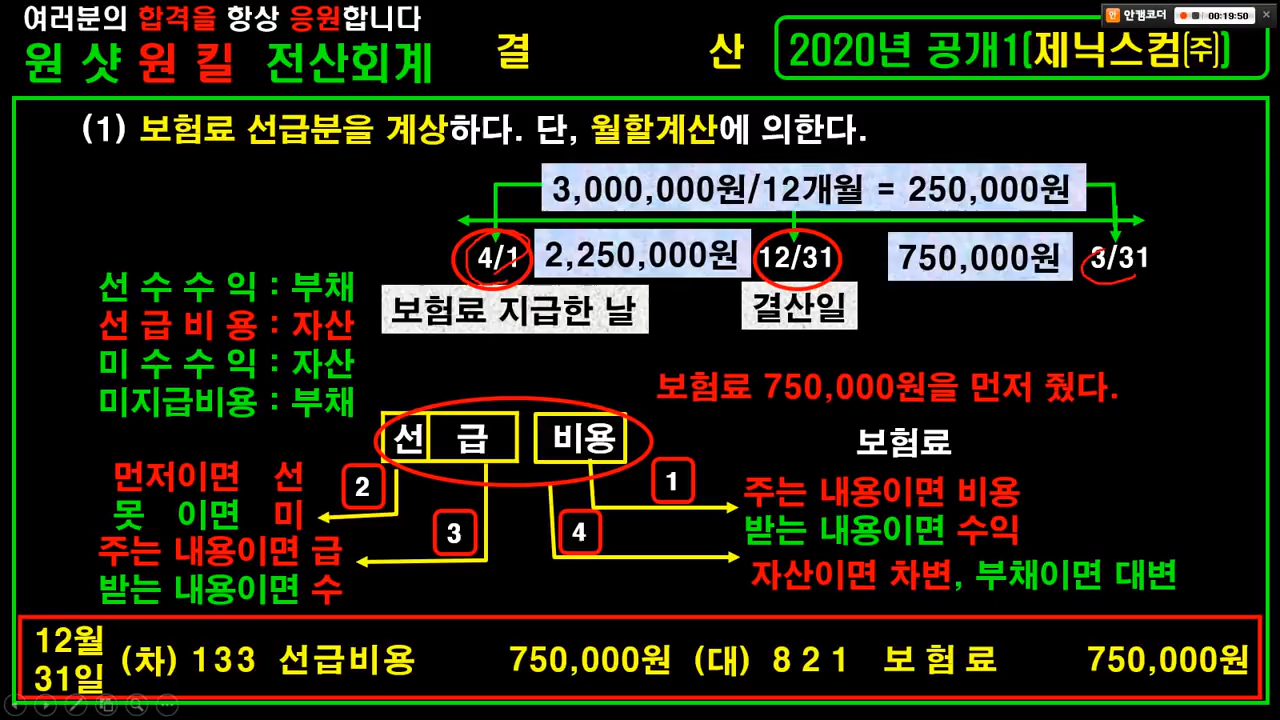 여러분의 합격을 항상 응원합니다
안캠코더 00:19:50
원 샷 원 킬 전산회계
결 산
2020년 공개1(제닉스컴㈜)
(1) 보험료 선급분을 계상하다. 단, 월할계산에 의한다.
3,000,000원/12개월 = 250,000원
4/1 2,250,000원 12/31 750,000원 3/31
보험료 지급한 날 결산일
선 수 수 익 : 부채
선 급 비 용 : 자산
미 수 수 익 : 자산
미지급비용 : 부채
보험료 750,000원을 먼저 줬다.
선 급 비용
보험료
먼저이면 선
못 이면 미
주는 내용이면 급
받는 내용이면 수
2
3
4
1
주는 내용이면 비용
받는 내용이면 수익
자산이면 차변, 부채이면 대변
12월
31일
(차) 133 선급비용 750,000원 (대) 8 2 1 보 험 료 750,000원